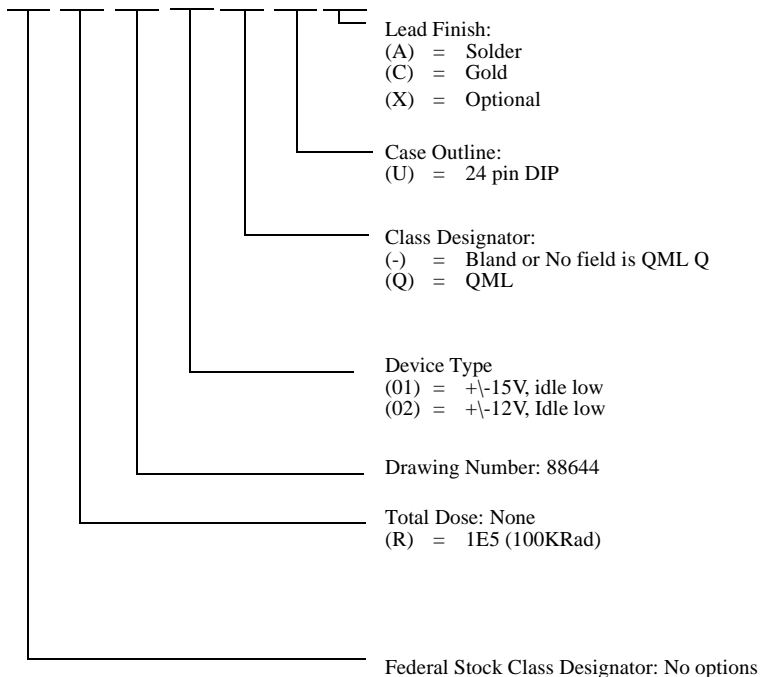 Lead Finish:
(A) = Solder
(C) = Gold
(X) = Optional
Case Outline:
(U) = 24 pin DIP
Class Designator:
(-) = Bland or No field is QML Q
(Q) = QML
Device Type
(01) = +\-15V, idle low
(02) = +\-12V, Idle low
Drawing Number: 88644
Total Dose: None
(R) = 1E5 (100KRad)
Federal Stock Class Designator: No options